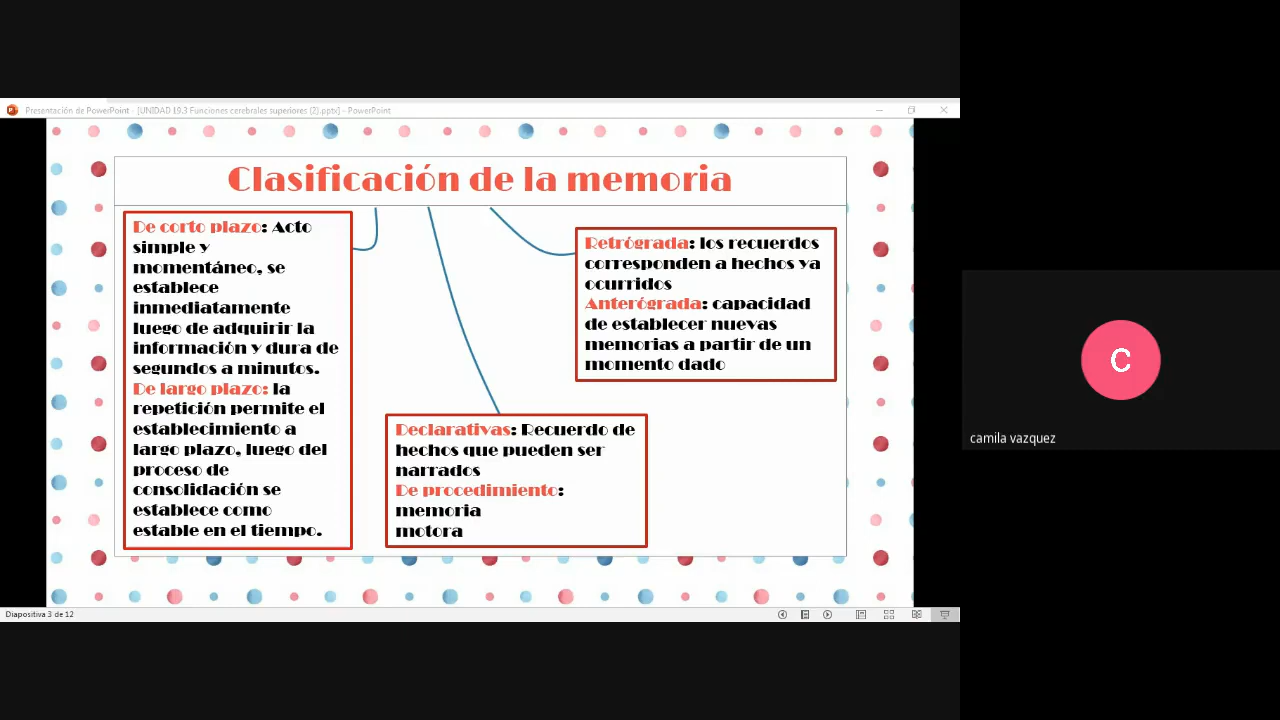 Presentación de PowerPoint - [UNIDAD 19.3 Funciones cerebrales superiores (2).pptx] - PowerPoint
Clasificación de la memoria
De corto plazo: Acto
simple y
momentáneo, se
establece
inmediatamente
luego de adquirir la
información y dura de
segundos a minutos.
De largo plazo: la
repetición permite el
establecimiento a
largo plazo, luego del
proceso de
consolidación se
establece como
estable en el tiempo.
Declarativas: Recuerdo de
hechos que pueden ser
narrados
De procedimiento:
memoria
motora
Retrógrada: los recuerdos
corresponden a hechos ya
ocurridos
Anterógrada: capacidad
de establecer nuevas
memorias a partir de un
momento dado
C
camila vazquez
Diapositiva 3 de 12